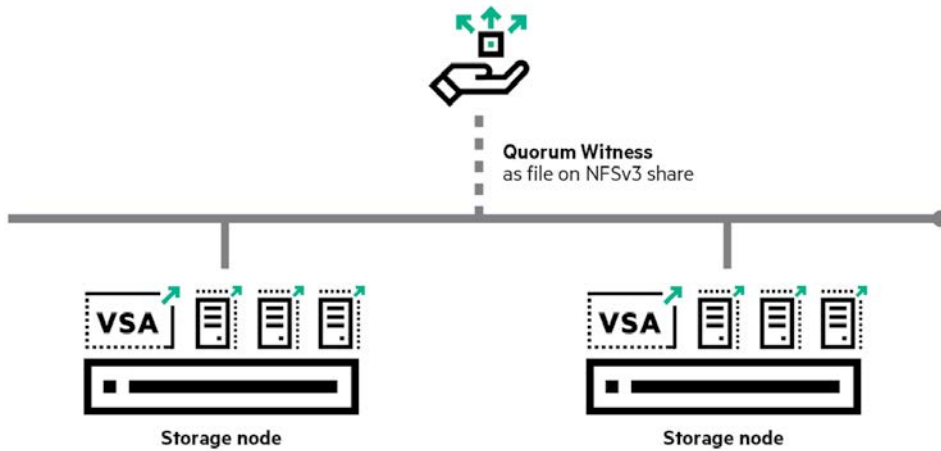 Quorum Witness
as file on NFSv3 share
VSA
VSA
Storage node
Storage node